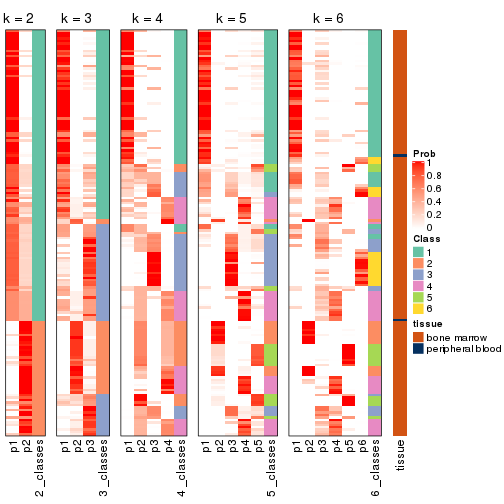 k = 2 k = 3 k = 4 k = 5 k = 6
Prob
1
0.8
0.6
0.4
0.2
0
Class
1
2
3
4
5
6
tissue
bone marrow
peripheral blood
p1 p2 2_classes p1 p2 p3 3_classes p1 p2 p3 p4 4_classes p1 p2 p3 p4 p5 5_classes p1 p2 p3 p4 p5 p6 6_classes tissue